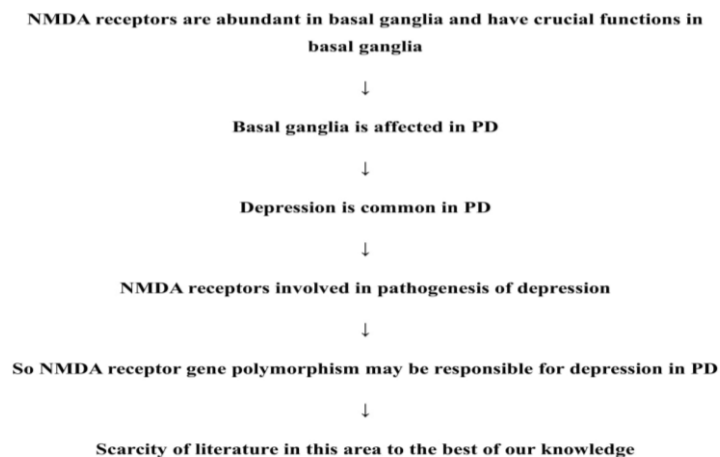 NMDA receptors are abundant in basal ganglia and have crucial functions in
basal ganglia
↓
Basal ganglia is affected in PD
↓
Depression is common in PD
↓
NMDA receptors involved in pathogenesis of depression
↓
So NMDA receptor gene polymorphism may be responsible for depression in PD
↓
Scarcity of literature in this area to the best of our knowledge